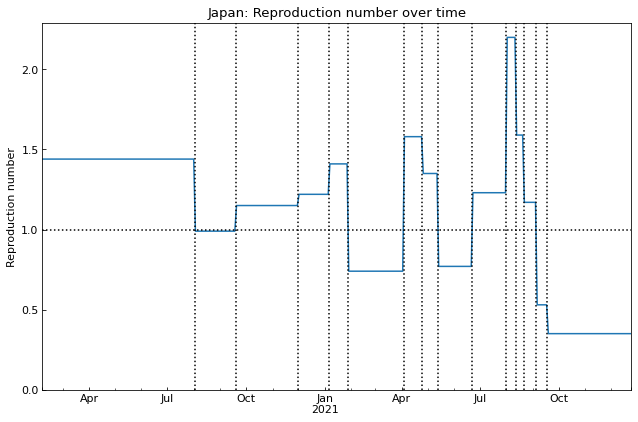 Japan: Reproduction number over time
Reproduction number
2.0
1.5
1.0
0.5
0.0
Apr
Jul
Oct
Jan
2021
Apr
Jul
Oct